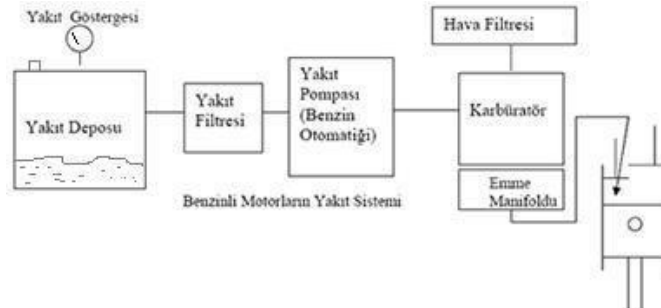 Yakıt Göstergesi
Hava Filtresi
Yakıt Deposu
Yakıt
Filtresi
Yakıt
Pompası
(Benzin
Otomatiği)
Karbüratör
Emme
Manifoldu
Benzinli Motorların Yakıt Sistemi